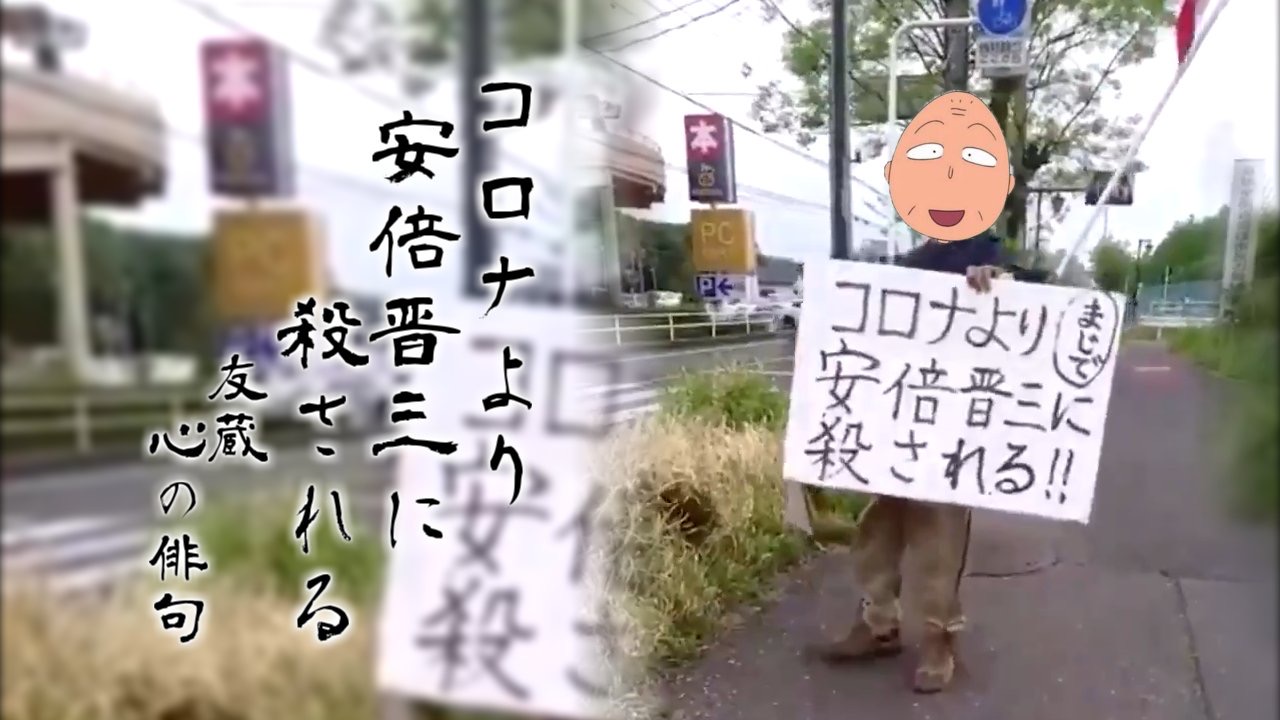 コロナより
安倍晋三に
殺される
友蔵
心の俳句
本
PC
P←
コロナより
まじで
安倍晋三に
殺される!!